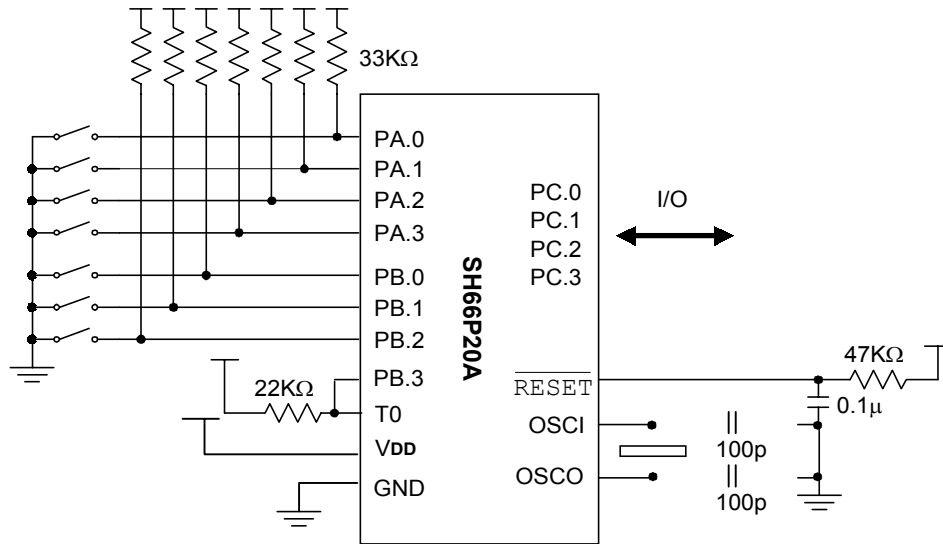 33KΩ
PA.0
PA.1
PA.2
PA.3
PB.0
PB.1
PB.2
PB.3
T0
VDD
GND
SH66P20A
PC.0
PC.1
PC.2
PC.3
I/O
RESET
OSCI
OSCO
22KΩ
47KΩ
0.1μ
100p
100p